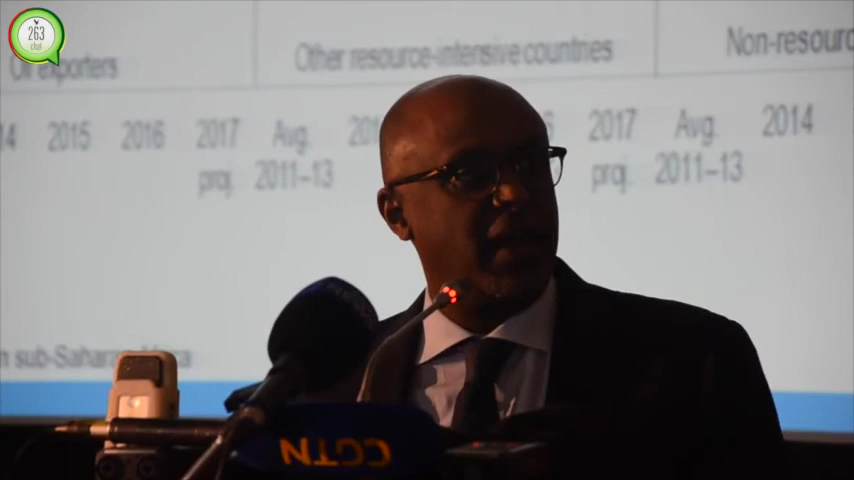 263
chat
Oil exporters
Other resource-intensive countries
Non-resourc
14 2015 2016 2017 Avg. 2017 Avg. 2014
proj. 2011–13 proj. 2011–13
n sub-Saharan Africa
CGTN